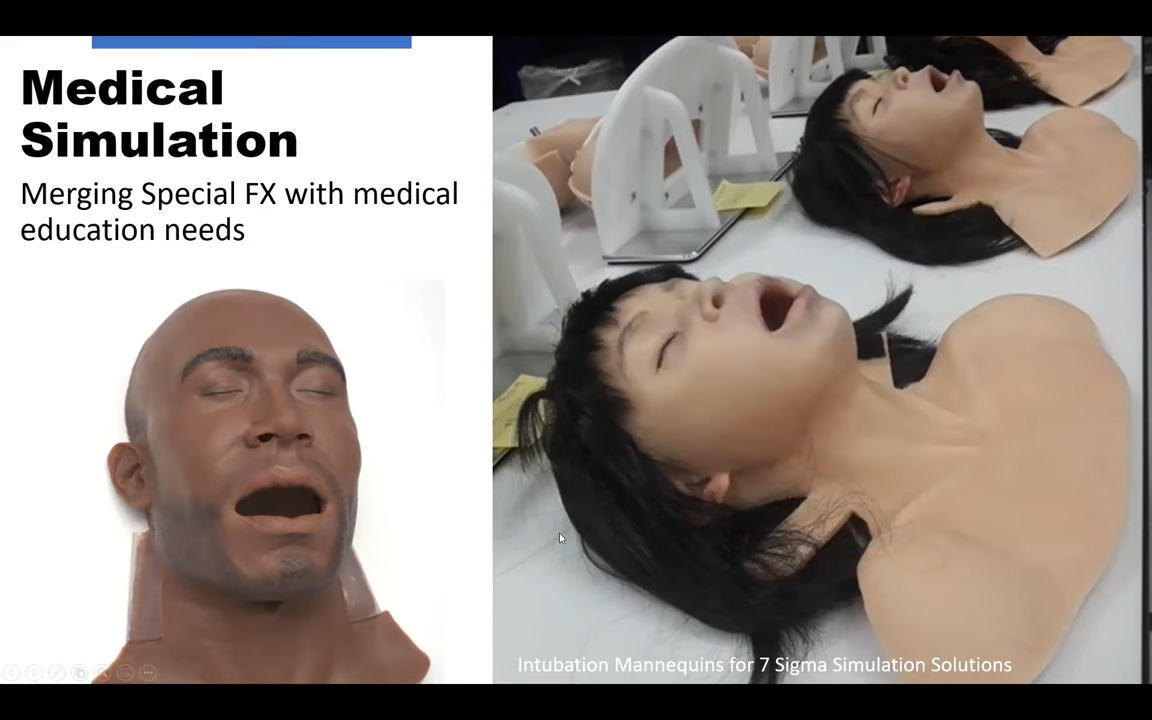 Medical
Simulation
Merging Special FX with medical
education needs
Intubation Mannequins for 7 Sigma Simulation Solutions